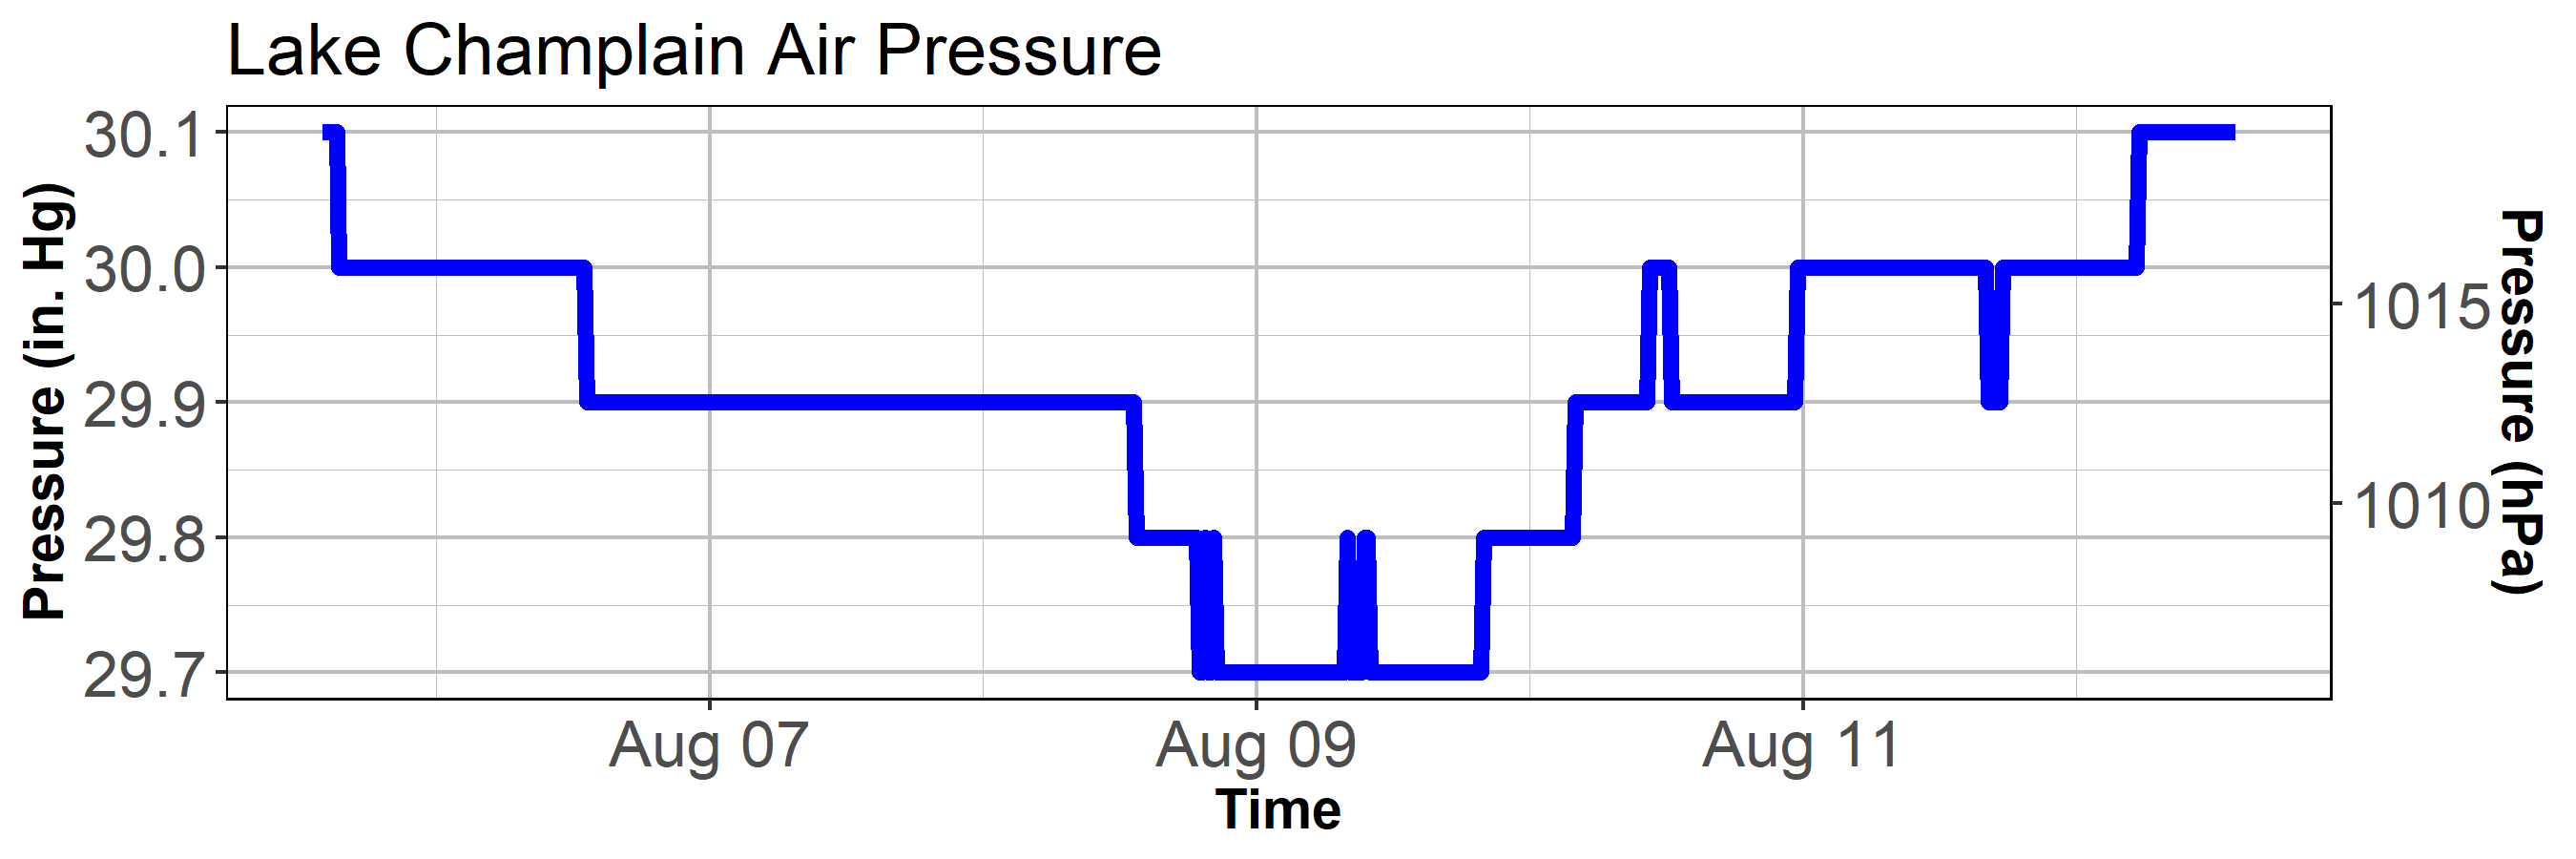 Lake Champlain Air Pressure
Pressure (in. Hg)
30.1
30.0
29.9
29.8
29.7
1015
1010
Pressure (hPa)
Aug 07
Aug 09
Aug 11
Time